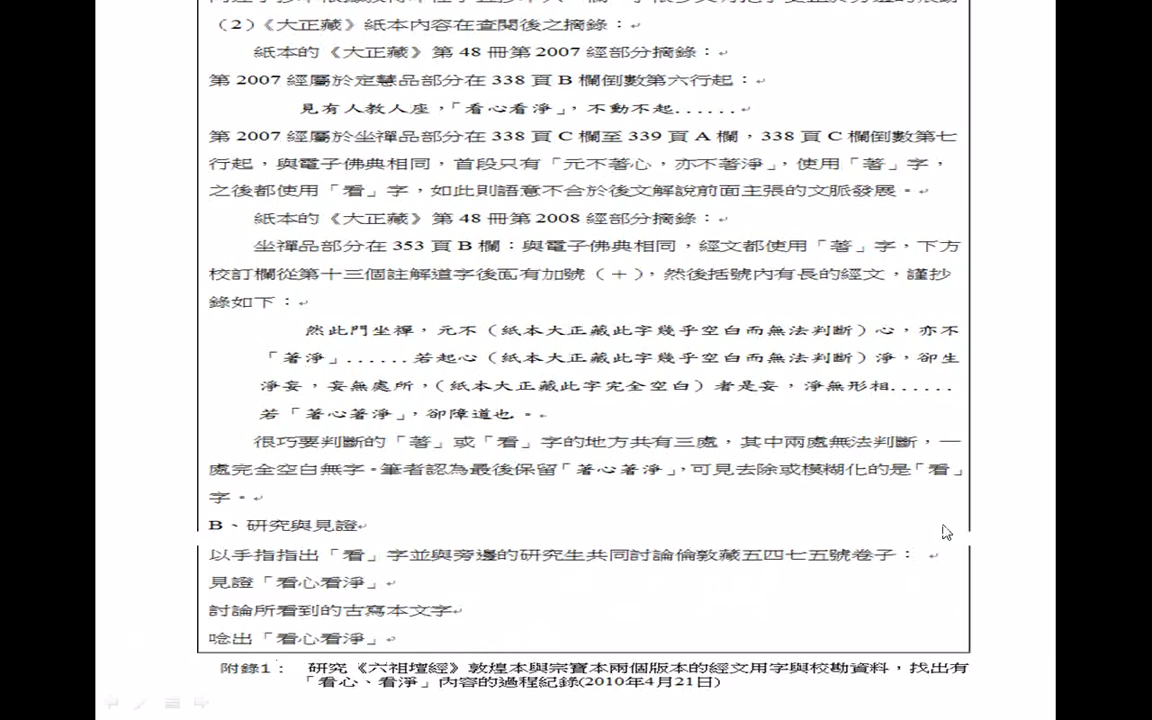 （2）《大正藏》紙本內容在查閱後之摘錄：
紙本的《大正藏》第 48 冊第 2007 經部分摘錄：
第 2007 經屬於定慧品部分在 338 頁 B 欄倒數第六行起：
見有人教人座，「看心看淨」，不動不起......
第 2007 經屬於坐禪品部分在 338 頁 C 欄至 339 頁 A 欄，338 頁 C 欄倒數第七
行起，與電子佛典相同，首段只有「元不著心，亦不著淨」，使用「著」字，
之後都使用「看」字，如此則語意不合於後文解說前面主張的文脈發展。
紙本的《大正藏》第 48 冊第 2008 經部分摘錄：
坐禪品部分在 353 頁 B 欄：與電子佛典相同，經文都使用「著」字，下方
校訂欄從第十三個註解道字後面有加號（＋），然後括號內有長的經文，謹抄
錄如下：
然此門坐禪，元不（紙本大正藏此字幾乎空白而無法判斷）心，亦不
「著淨」......若起心（紙本大正藏此字幾乎空白而無法判斷）淨，卻生
淨妄，妄無處所，（紙本大正藏此字完全空白）者是妄，淨無形相......
若「著心著淨」，卻障道也。
很巧要判斷的「著」或「看」字的地方共有三處，其中兩處無法判斷，一
處完全空白無字。筆者認為最後保留「著心著淨」，可見去除或模糊化的是「看」
字。
B、研究與見證
以手指指出「看」字並與旁邊的研究生共同討論倫敦藏五四七五號卷子：
見證「看心看淨」
討論所看到的古寫本文字
唸出「看心看淨」
附錄1： 研究《六祖壇經》敦煌本與宗寶本兩個版本的經文用字與校勘資料，找出有
「看心、看淨」內容的過程紀錄(2010年4月21日)